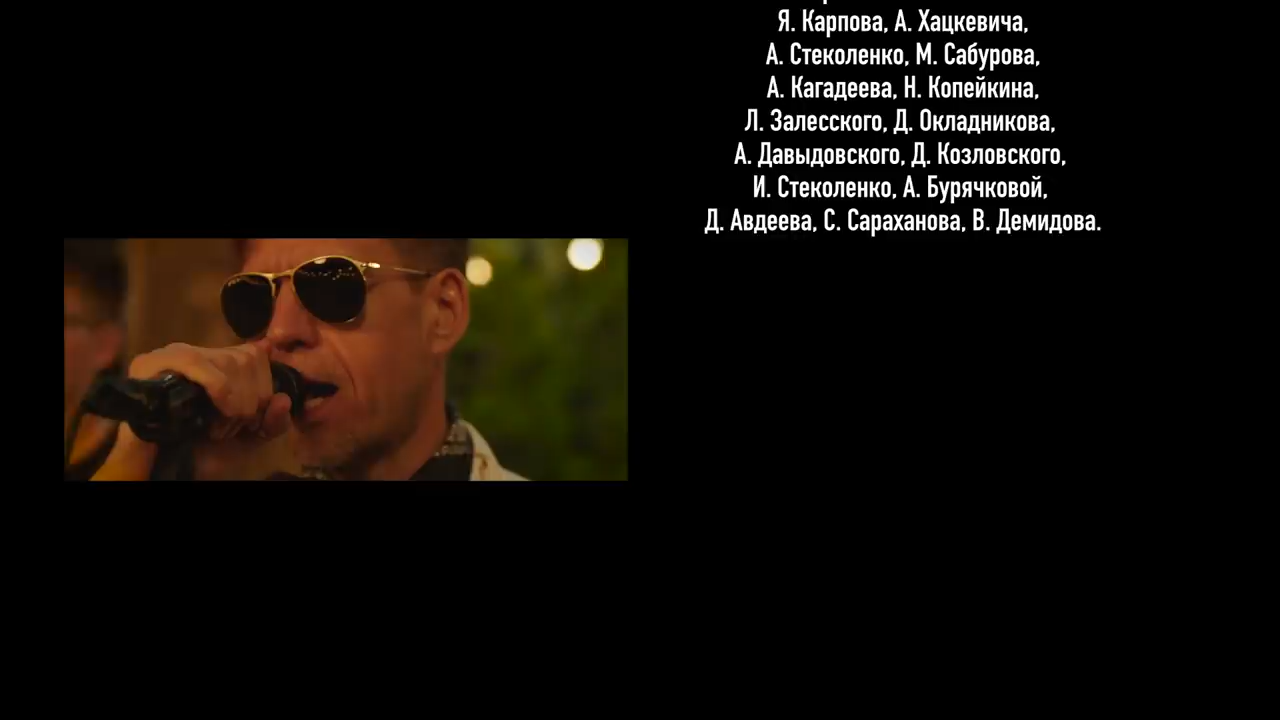 Я. Карпова, А. Хацкевича,
А. Стеколенко, М. Сабурова,
А. Кагадеева, Н. Копейкина,
Л. Залесского, Д. Окладникова,
А. Давыдовского, Д. Козловского,
И. Стеколенко, А. Бурячковой,
Д. Авдеева, С. Сараханова, В. Демидова.